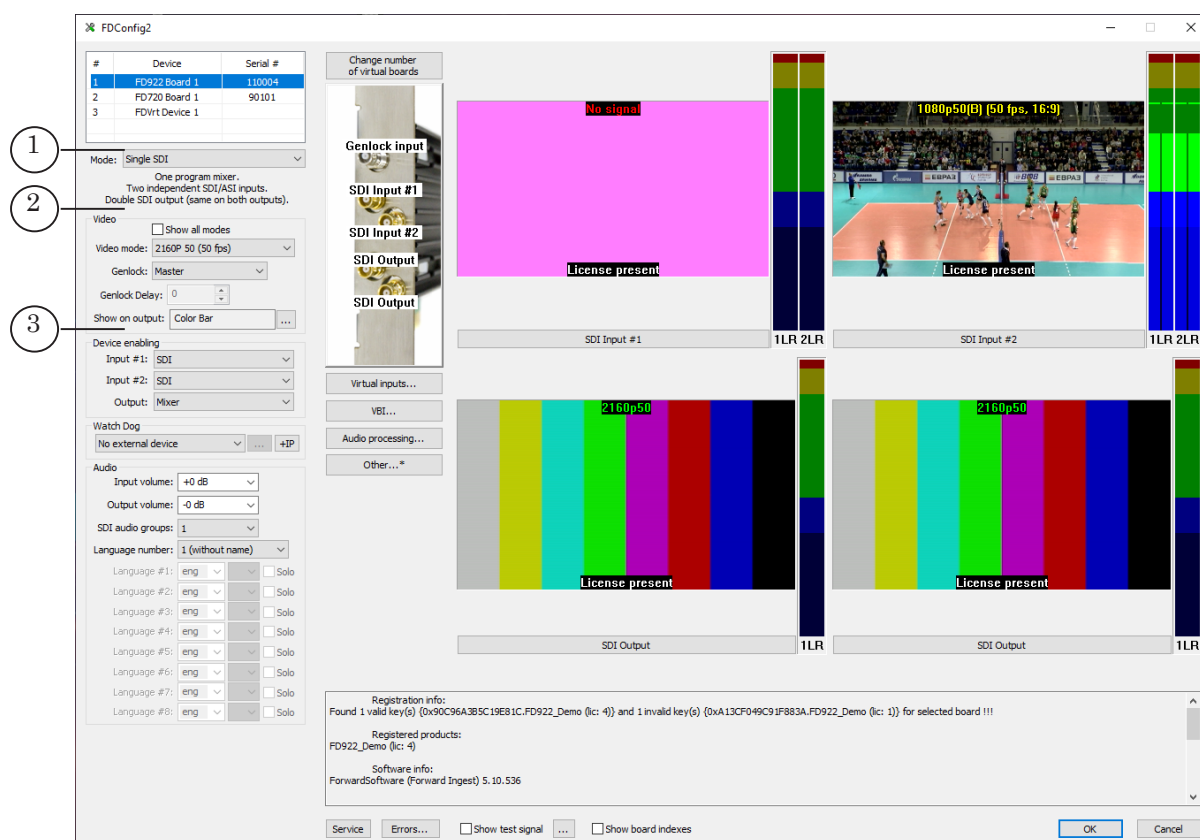 FDConfig2
# Device Serial #
1 FD922 Board 1 110004
2 FD720 Board 1 90101
3 FDVrt Device 1
1
Mode: Single SDI
One program mixer.
Two independent SDI/ASI inputs.
Double SDI output (same on both outputs).
2
Video
Show all modes
Video mode: 2160P 50 (50 fps)
Genlock: Master
Genlock Delay: 0
Show on output: Color Bar ...
3
Device enabling
Input #1: SDI
Input #2: SDI
Output: Mixer
Watch Dog
No external device ... +IP
Audio
Input volume: +0 dB
Output volume: -0 dB
SDI audio groups: 1
Language number: 1 (without name)
Language #1: eng Solo
Language #2: eng Solo
Language #3: eng Solo
Language #4: eng Solo
Language #5: eng Solo
Language #6: eng Solo
Language #7: eng Solo
Language #8: eng Solo
Change number
of virtual boards
Genlock input
SDI Input #1
SDI Input #2
SDI Output
SDI Output
Virtual inputs...
VBI...
Audio processing...
Other...*
No signal
License present
SDI Input #1
1LR 2LR
1080p50(B) (50 fps, 16:9)
ЕВРАЗ
ЕВРАЗ
License present
SDI Input #2
1LR 2LR
2160p50
License present
SDI Output
1LR
2160p50
License present
SDI Output
1LR
Registration info:
Found 1 valid key(s) {0x90C96A3B5C19E81C.FD922_Demo (lic: 4)} and 1 invalid key(s) {0xA13CF049C91F883A.FD922_Demo (lic: 1)} for selected board !!!
Registered products:
FD922_Demo (lic: 4)
Software info:
ForwardSoftware (Forward Ingest) 5.10.536
Service Errors... Show test signal ... Show board indexes OK Cancel